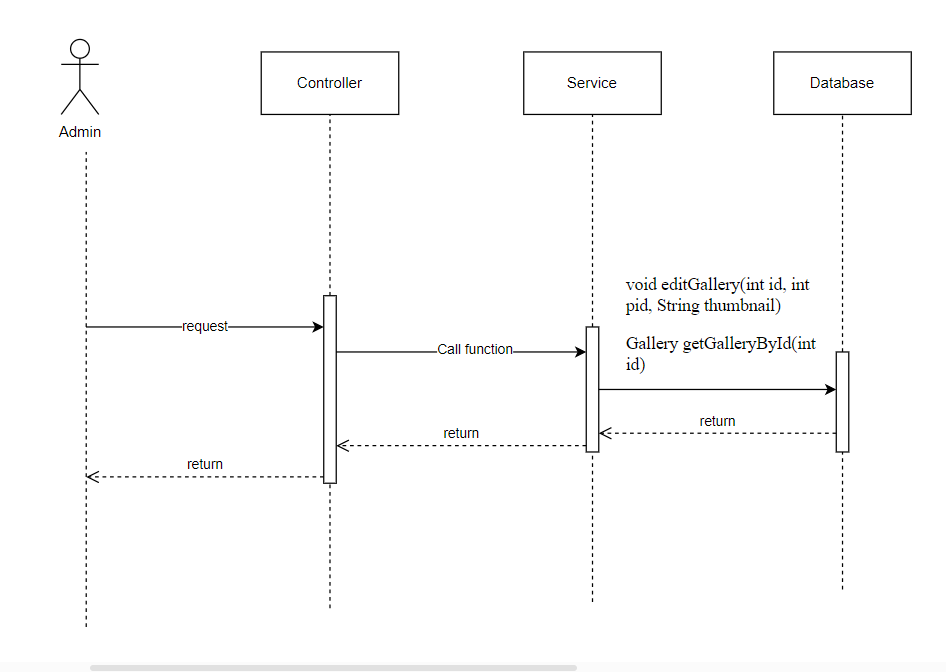 Controller
Service
Database
Admin
void editGallery(int id, int
pid, String thumbnail)
request
Gallery getGalleryById(int
id)
Call function
return
return
return